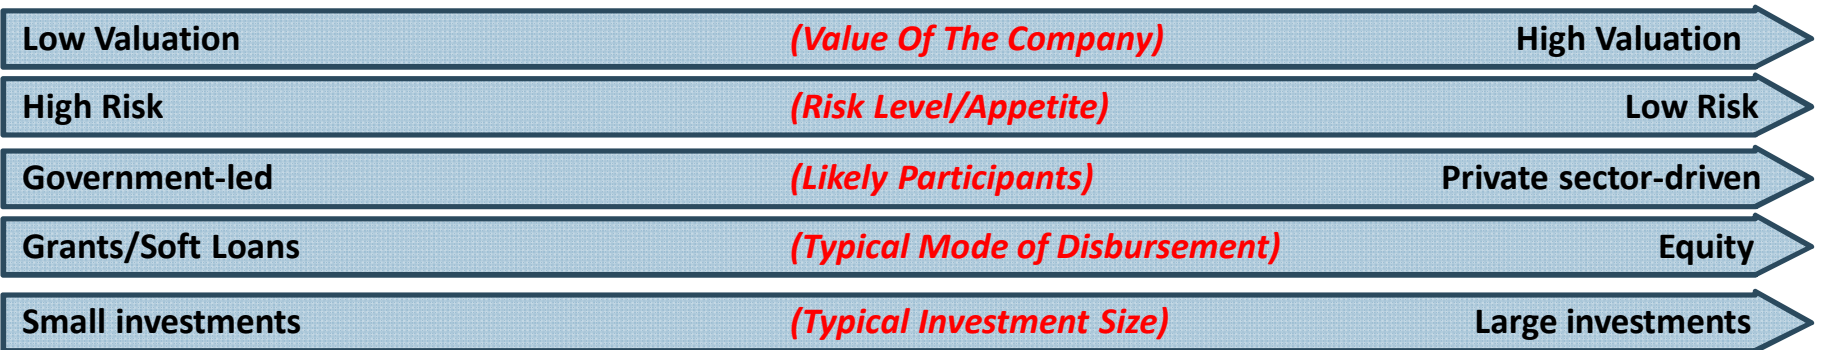 Low Valuation (Value Of The Company) High Valuation
High Risk (Risk Level/Appetite) Low Risk
Government-led (Likely Participants) Private sector-driven
Grants/Soft Loans (Typical Mode of Disbursement) Equity
Small investments (Typical Investment Size) Large investments